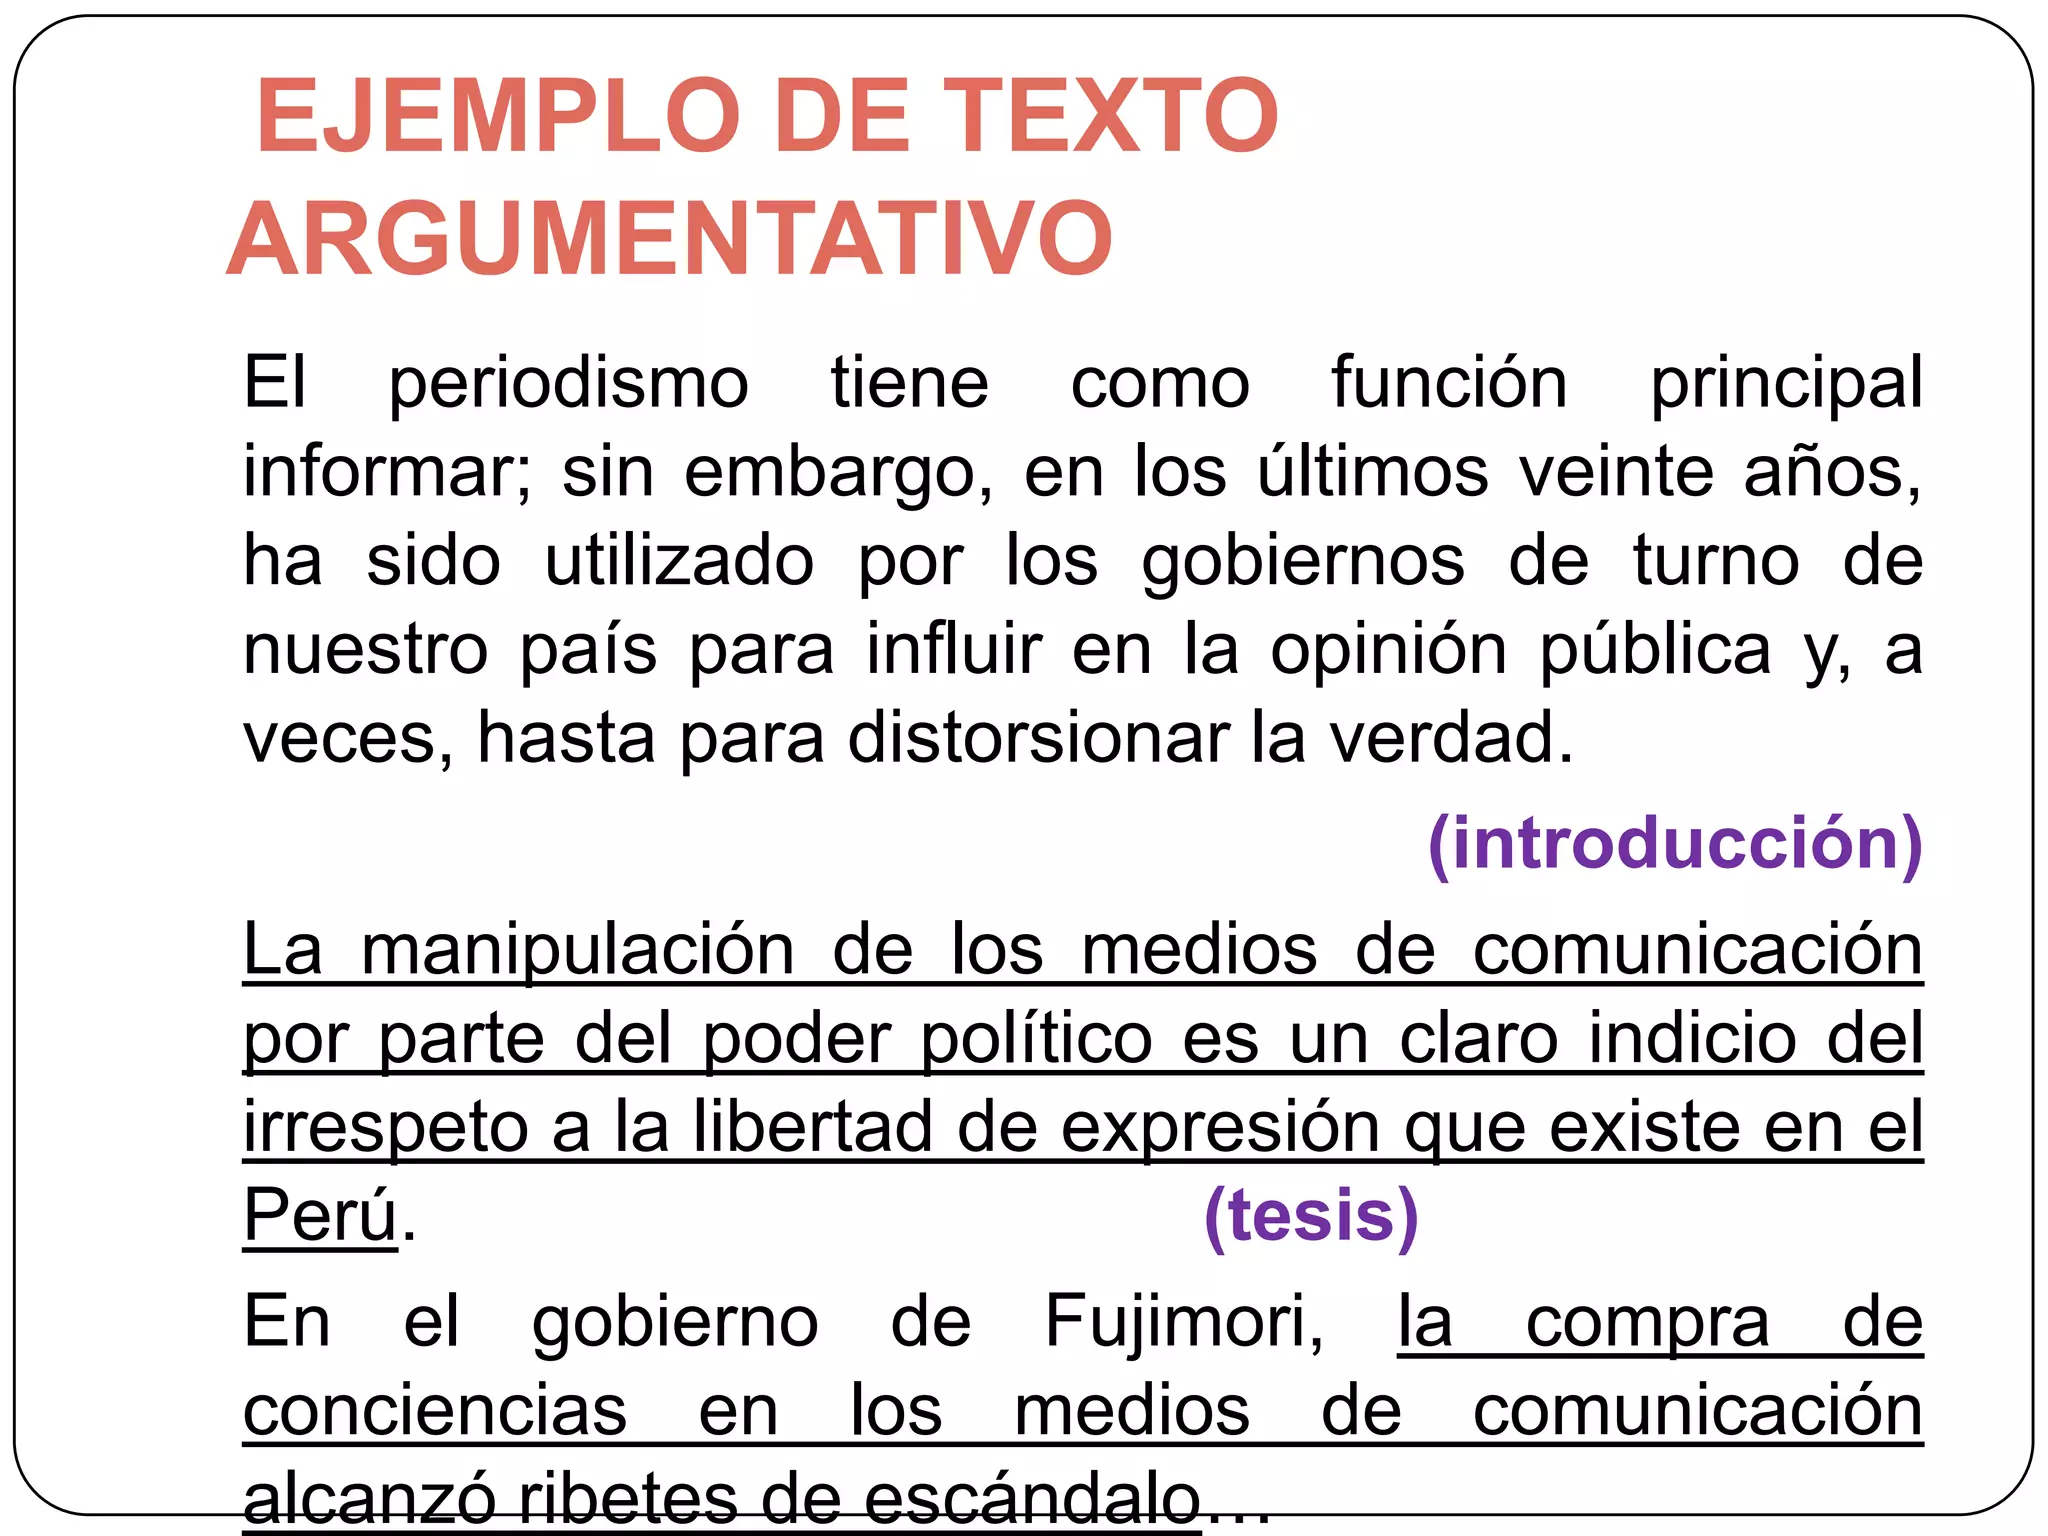 EJEMPLO DE TEXTO
ARGUMENTATIVO
El periodismo tiene como función principal
informar; sin embargo, en los últimos veinte años,
ha sido utilizado por los gobiernos de turno de
nuestro país para influir en la opinión pública y, a
veces, hasta para distorsionar la verdad.
(introducción)
La manipulación de los medios de comunicación
por parte del poder político es un claro indicio del
irrespeto a la libertad de expresión que existe en el
Perú. (tesis)
En el gobierno de Fujimori, la compra de
conciencias en los medios de comunicación
alcanzó ribetes de escándalo…